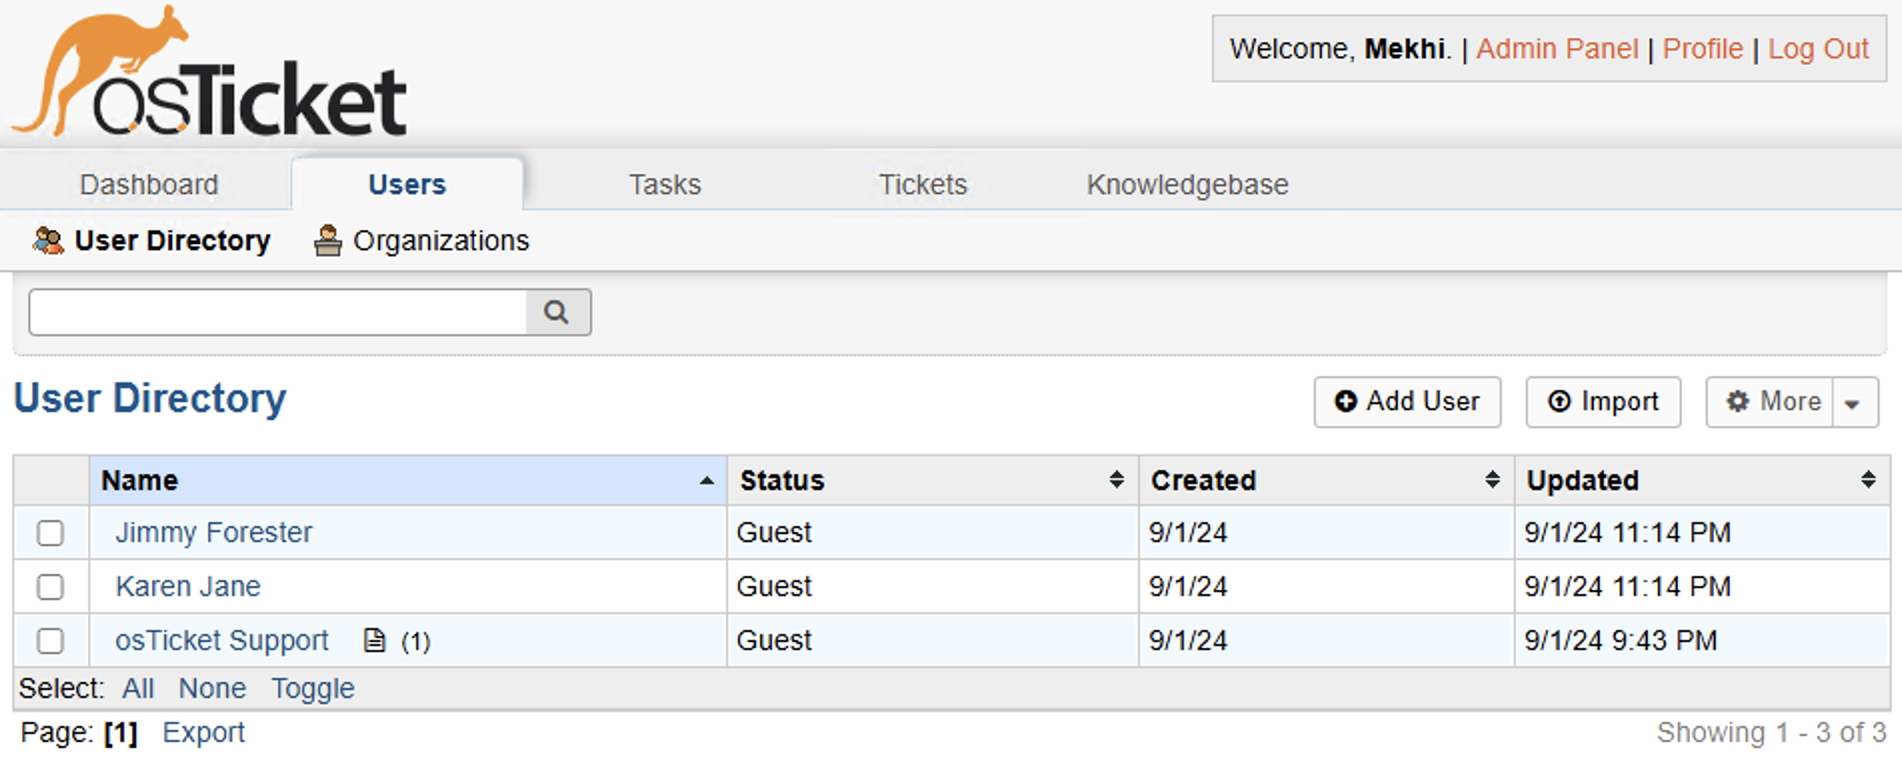 osTicket
Welcome, Mekhi. | Admin Panel | Profile | Log Out
Dashboard Users Tasks Tickets Knowledgebase
User Directory Organizations
User Directory
Add User Import More
Name Status Created Updated
Jimmy Forester Guest 9/1/24 9/1/24 11:14 PM
Karen Jane Guest 9/1/24 9/1/24 11:14 PM
osTicket Support (1) Guest 9/1/24 9/1/24 9:43 PM
Select: All None Toggle
Page: [1] Export Showing 1 - 3 of 3